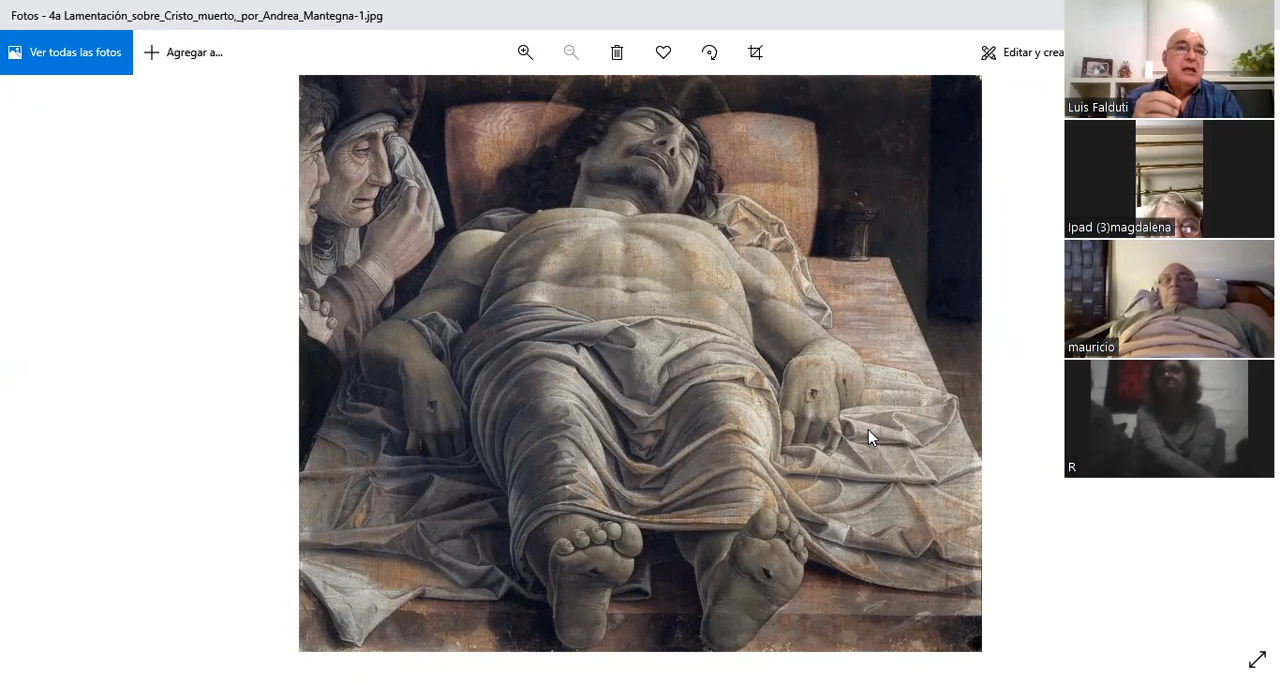 Fotos - 4a Lamentación_sobre_Cristo_muerto,_por_Andrea_Mantegna-1.jpg
Ver todas las fotos
Agregar a...
Editar y crea
Luis Falduti
Ipad (3)magdalena
mauricio
R